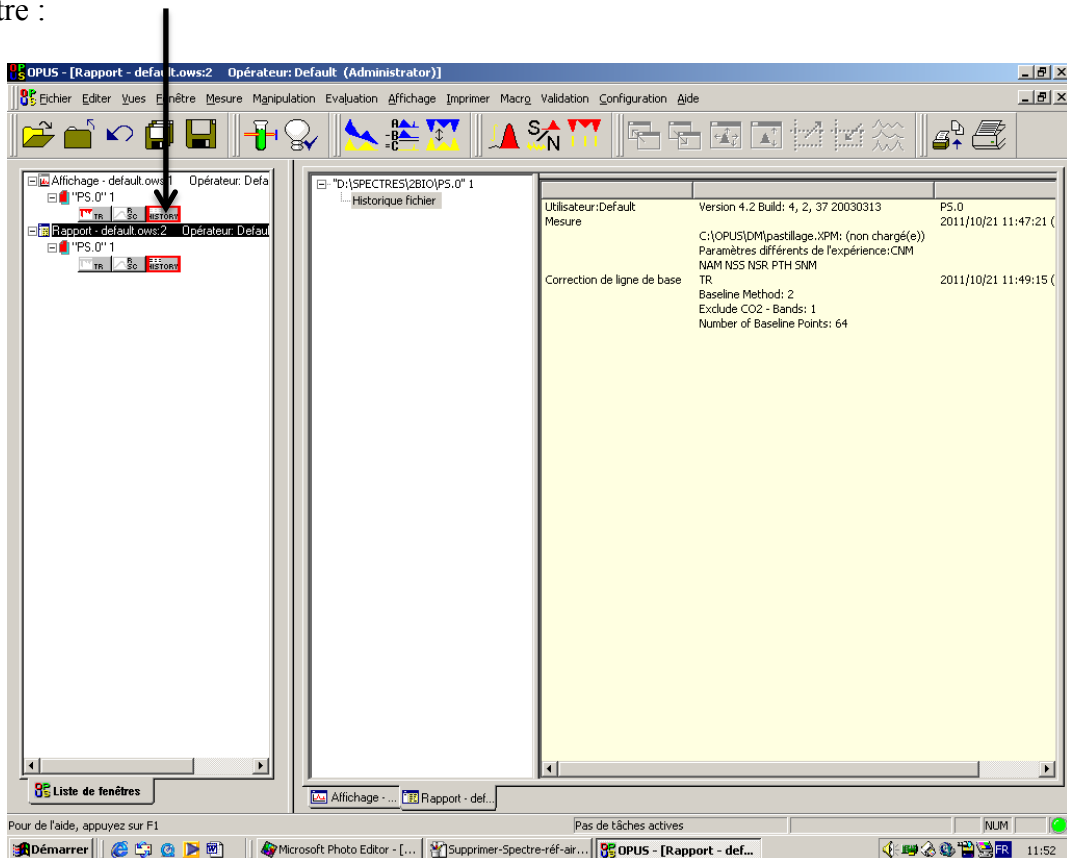 tre :
OPUS - [Rapport - default.ows:2 Opérateur: Default (Administrator)]
Fichier Editer Vues Fenêtre Mesure Manipulation Evaluation Affichage Imprimer Macro Validation Configuration Aide
Affichage - default.ows:1 Opérateur: Defa
"PS.0" 1
TR RSC HISTORY
Rapport - default.ows:2 Opérateur: Defaul
"PS.0" 1
TR RSC HISTORY
Liste de fenêtres
"D:\SPECTRES\2BIO\PS.0" 1
Historique fichier
Utilisateur:Default Version 4.2 Build: 4, 2, 37 20030313 PS.0
Mesure 2011/10/21 11:47:21 (
C:\OPUS\DM\pastillage.XPM: (non chargé(e))
Paramètres différents de l'expérience:CNM
NAM NSS NSR PTH SNM
Correction de ligne de base TR 2011/10/21 11:49:15 (
Baseline Method: 2
Exclude CO2 - Bands: 1
Number of Baseline Points: 64
Affichage - ... Rapport - def...
Pour de l'aide, appuyez sur F1 Pas de tâches actives NUM
Démarrer Microsoft Photo Editor - [... Supprimer-Spectre-réf-air... OPUS - [Rapport - def... FR 11:52